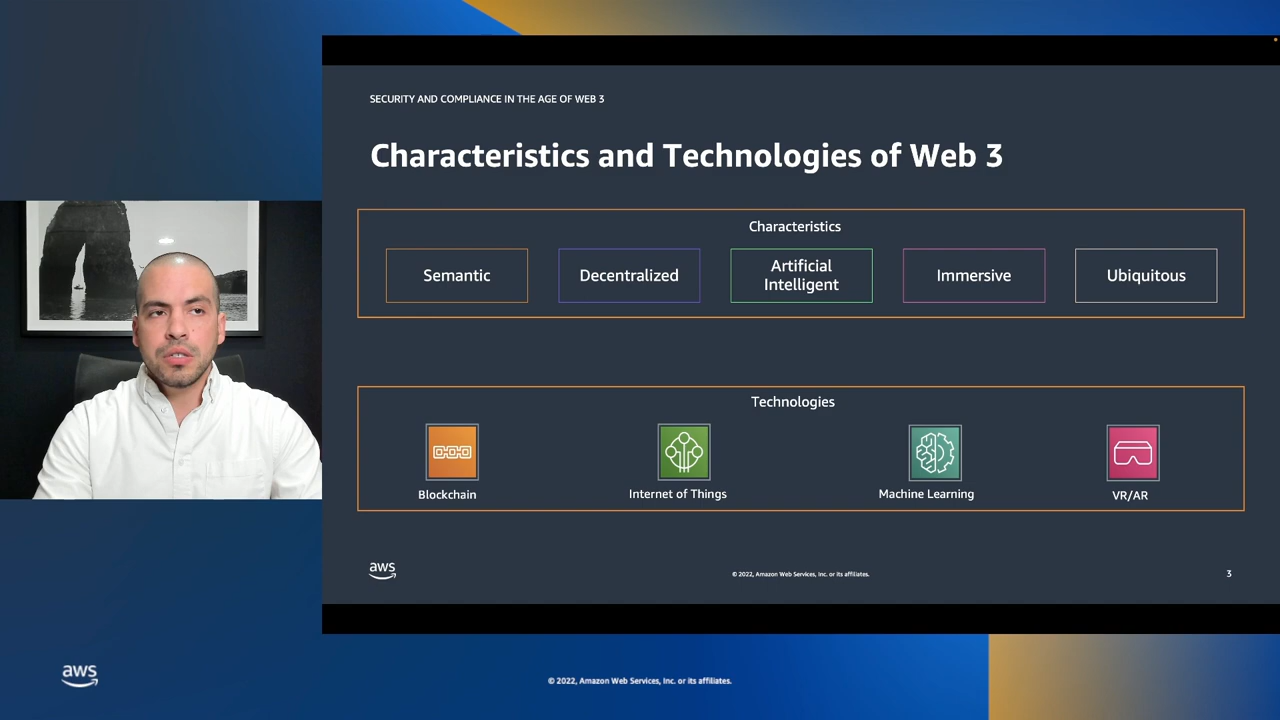 SECURITY AND COMPLIANCE IN THE AGE OF WEB 3
Characteristics and Technologies of Web 3
Characteristics
Semantic
Decentralized
Artificial
Intelligent
Immersive
Ubiquitous
Technologies
Blockchain
Internet of Things
Machine Learning
VR/AR
aws
© 2022, Amazon Web Services, Inc. or its affiliates.
3
aws
© 2022, Amazon Web Services, Inc. or its affiliates.